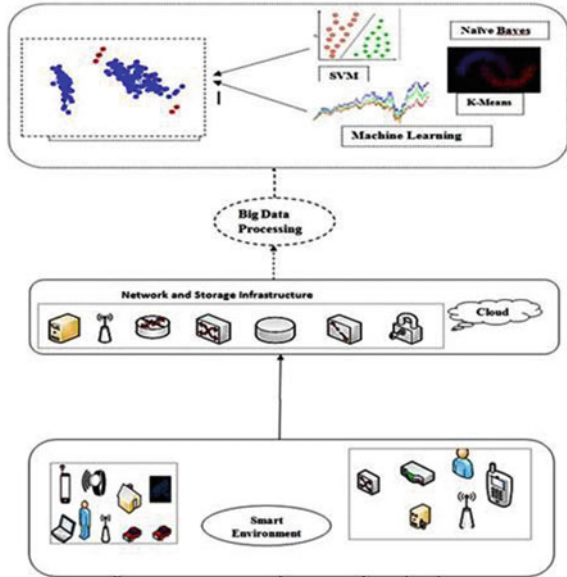 Naïve Bayes
SVM
K-Means
Machine Learning
Big Data
Processing
Network and Storage Infrastructure
Cloud
Smart
Environment